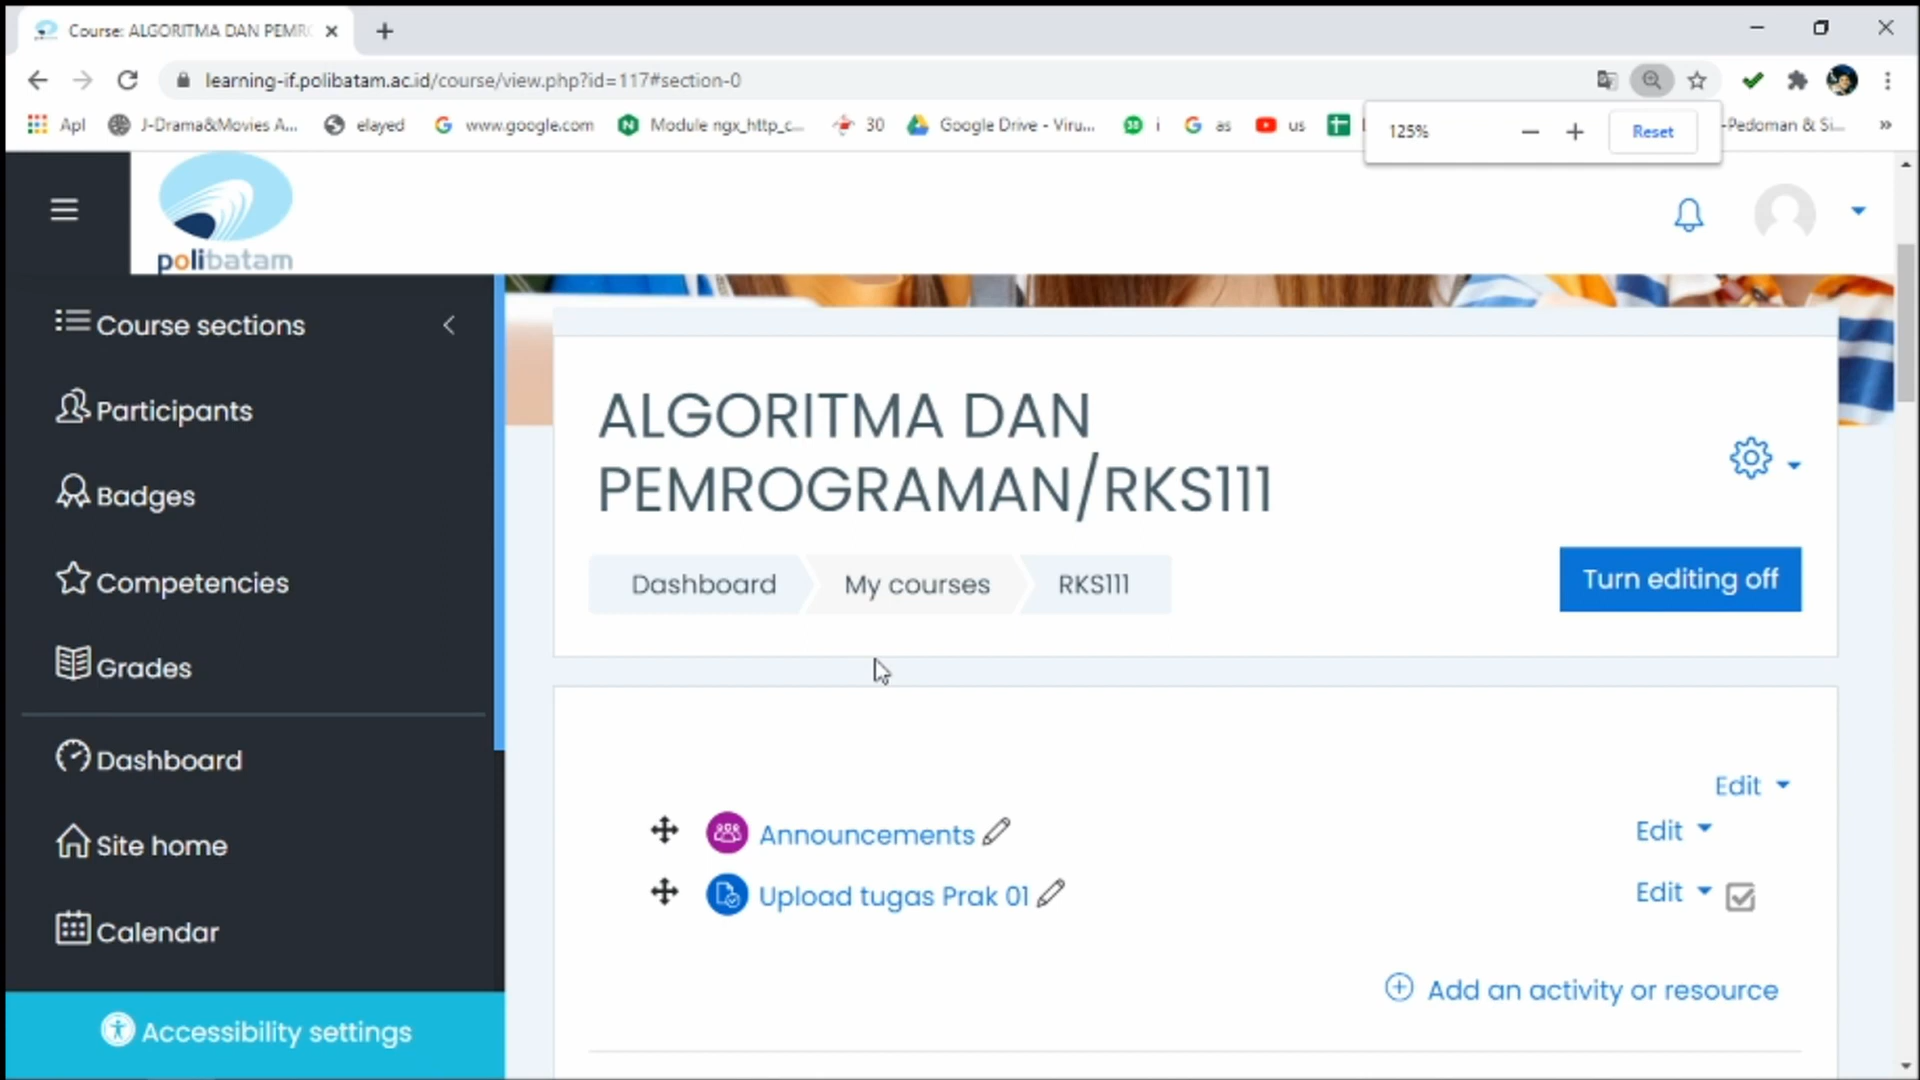 Course: ALGORITMA DAN PEMR
learning-if.polibatam.ac.id/course/view.php?id=117#section-0
Apl J-Drama&Movies A... elayed www.google.com Module ngx_http_c... 30 Google Drive - Viru... 38 i as us -Pedoman & Si... »
125% Reset
polibatam
Course sections
Participants
Badges
Competencies
Grades
Dashboard
Site home
Calendar
Accessibility settings
ALGORITMA DAN
PEMROGRAMAN/RKS111
Dashboard My courses RKS111
Turn editing off
Edit
Announcements Edit
Upload tugas Prak 01 Edit
Add an activity or resource